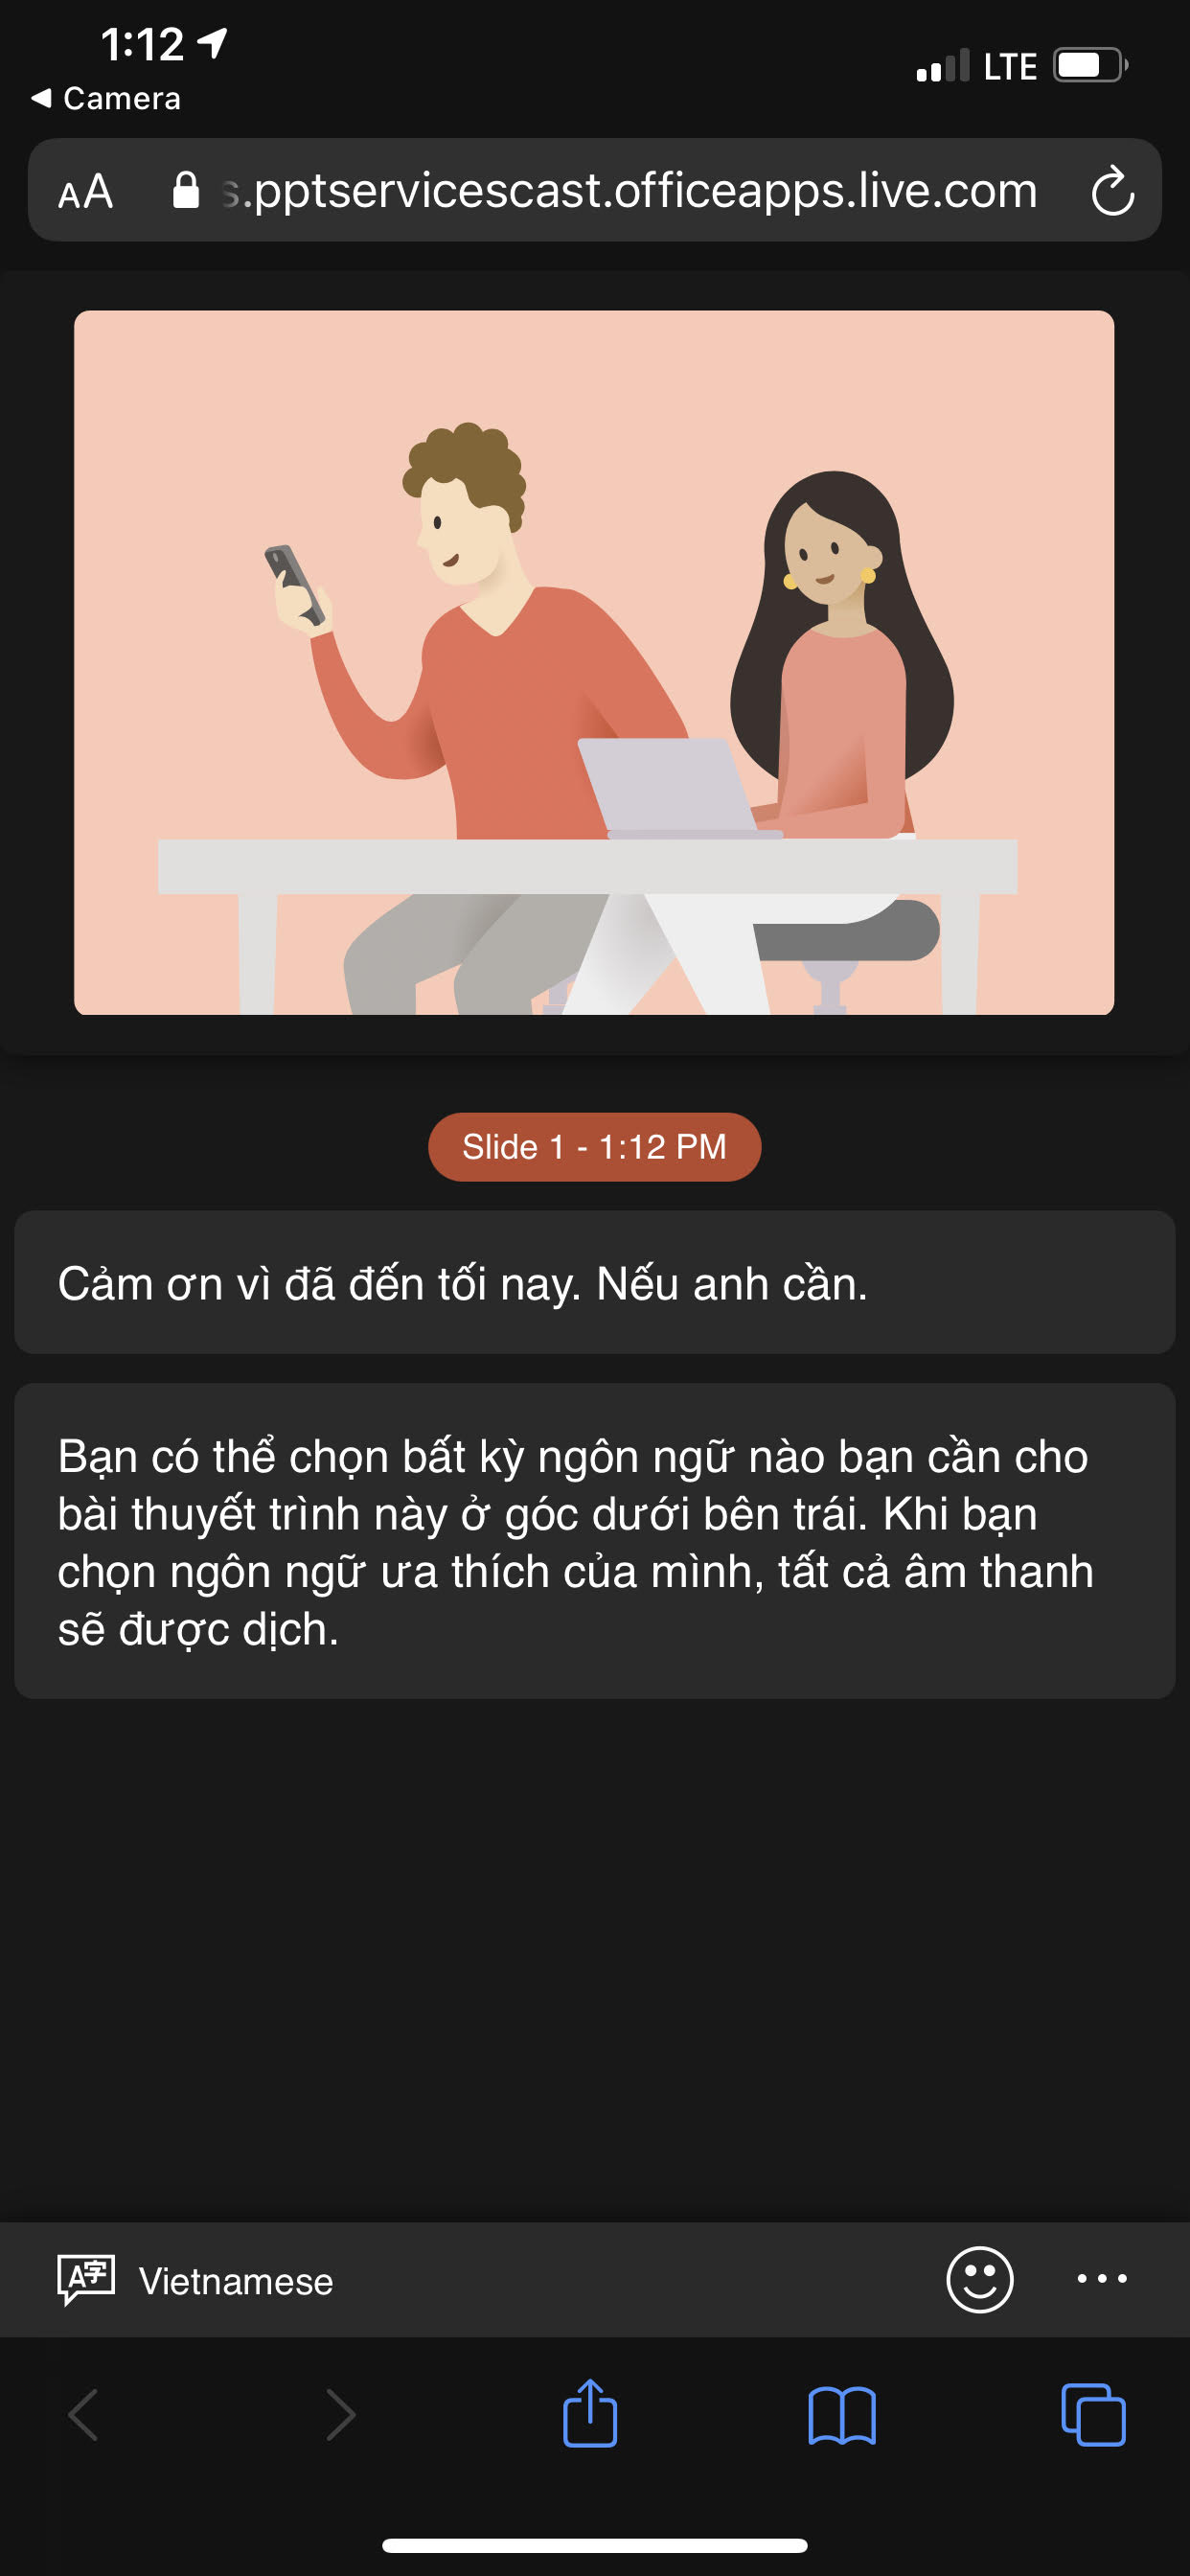 1:12
LTE
Camera
AA s.pptservicescast.officeapps.live.com
Slide 1 - 1:12 PM
Cảm ơn vì đã đến tối nay. Nếu anh cần.
Bạn có thể chọn bất kỳ ngôn ngữ nào bạn cần cho
bài thuyết trình này ở góc dưới bên trái. Khi bạn
chọn ngôn ngữ ưa thích của mình, tất cả âm thanh
sẽ được dịch.
A字 Vietnamese